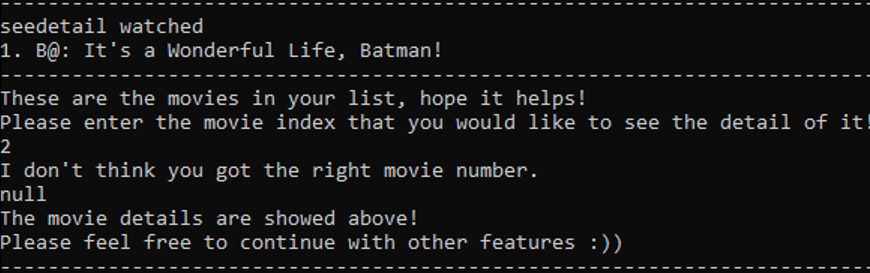 --------------------------------------------------------------------------
seedetail watched
1. B@: It's a Wonderful Life, Batman!
--------------------------------------------------------------------------
These are the movies in your list, hope it helps!
Please enter the movie index that you would like to see the detail of it!
2
I don't think you got the right movie number.
null
The movie details are showed above!
Please feel free to continue with other features :))
--------------------------------------------------------------------------